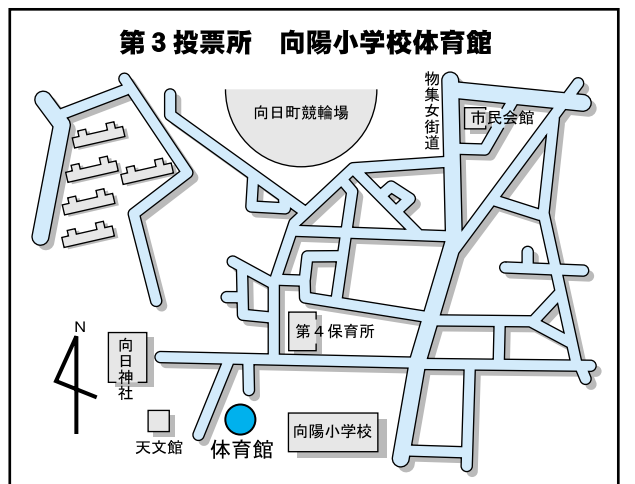 第3投票所　向陽小学校体育館
物集女街道
向日町競輪場
市民会館
N
第4保育所
向日神社
天文館
体育館
向陽小学校